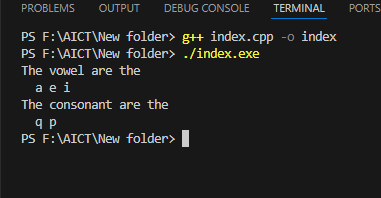 PROBLEMS OUTPUT DEBUG CONSOLE TERMINAL PORTS
PS F:\AICT\New folder> g++ index.cpp -o index
PS F:\AICT\New folder> ./index.exe
The vowel are the
a e i
The consonant are the
q p
PS F:\AICT\New folder>